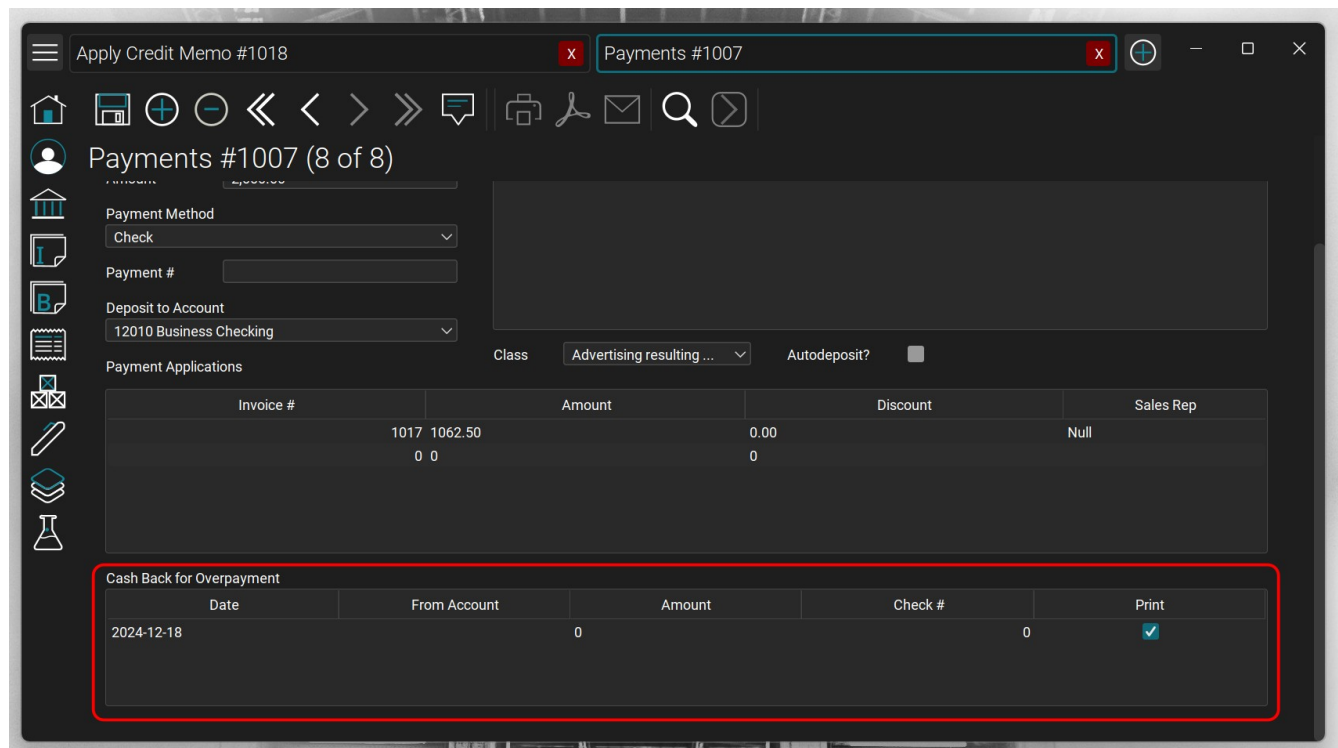 Apply Credit Memo #1018
X
Payments #1007
X
Payments #1007 (8 of 8)
Payment Method
Check
Payment #
Deposit to Account
12010 Business Checking
Class
Advertising resulting ...
Autodeposit?
Payment Applications
Invoice # Amount Discount Sales Rep
1017 1062.50 0.00 Null
0 0 0
Cash Back for Overpayment
Date From Account Amount Check # Print
2024-12-18 0 0
I
B